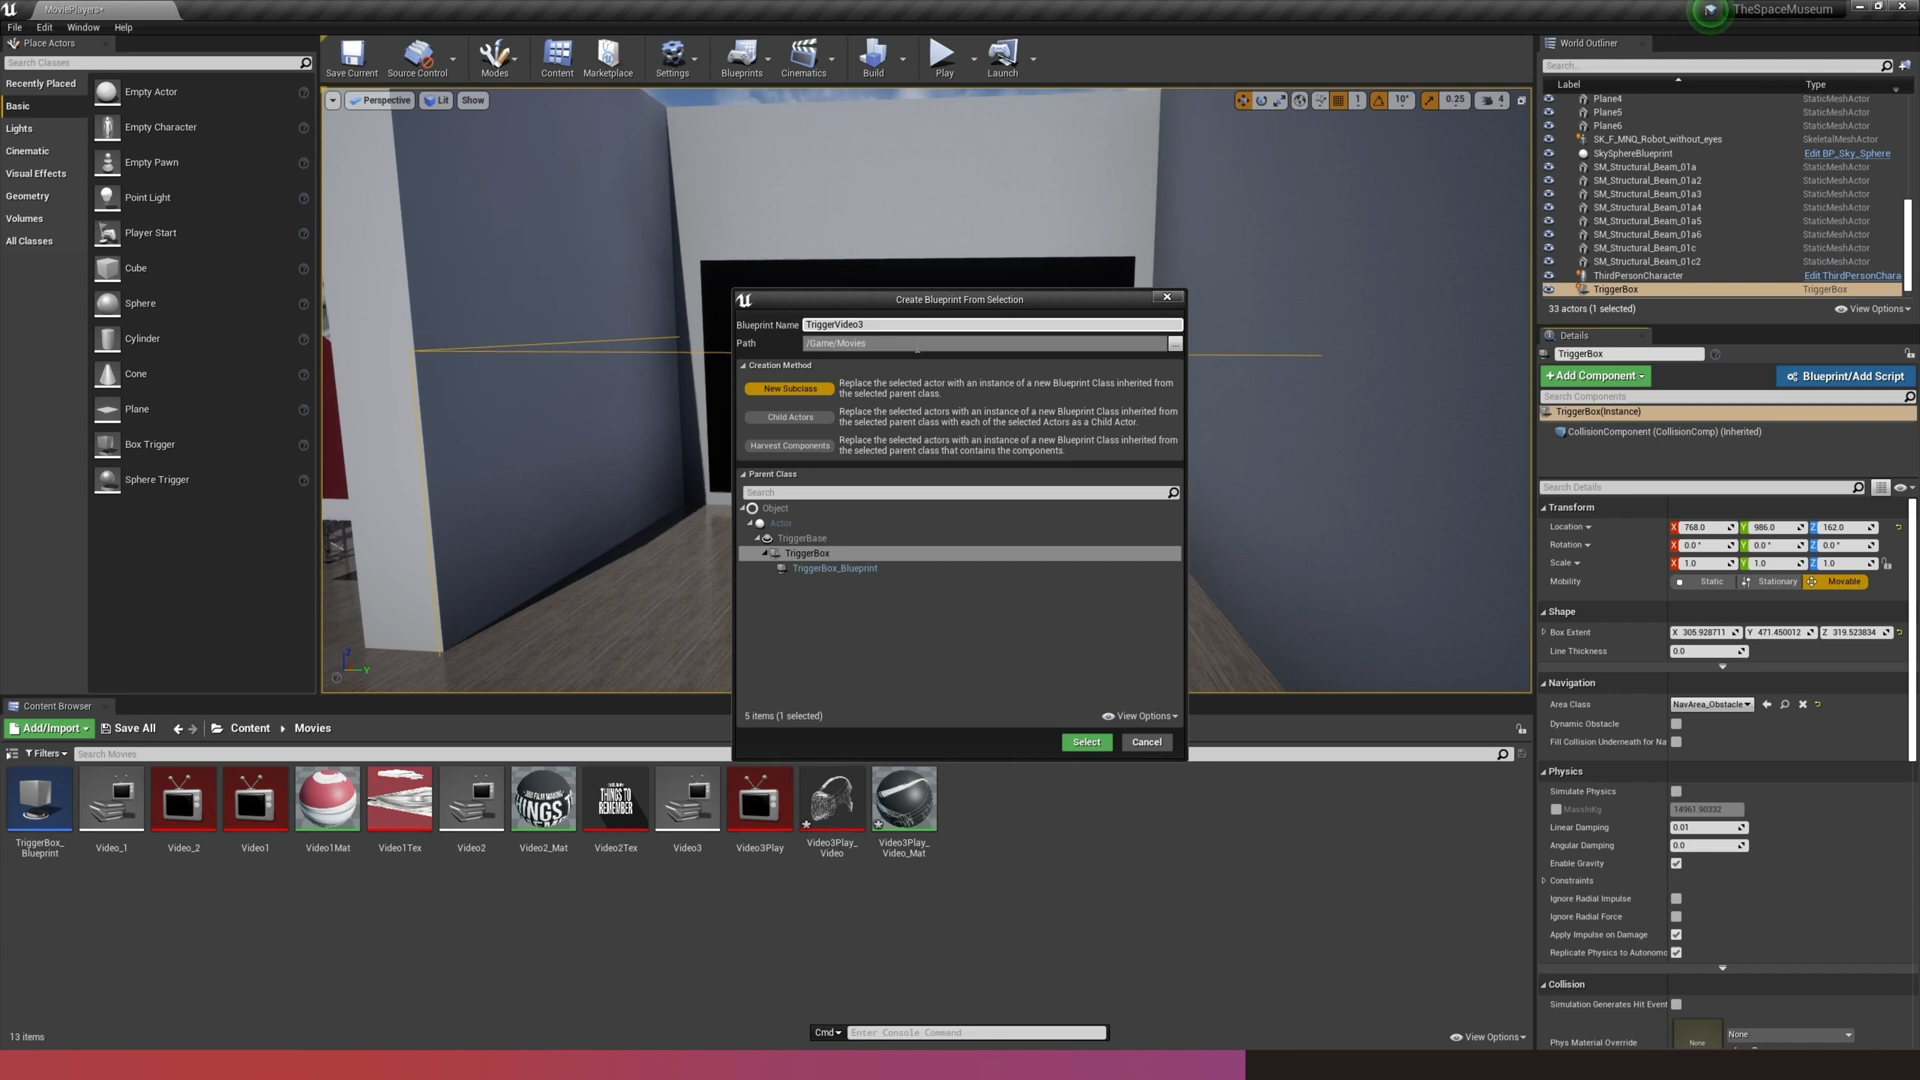 MoviePlayers*
TheSpaceMuseum
File Edit Window Help
Place Actors
Search Classes
Recently Placed
Basic
Lights
Cinematic
Visual Effects
Geometry
Volumes
All Classes
Empty Actor
Empty Character
Empty Pawn
Point Light
Player Start
Cube
Sphere
Cylinder
Cone
Plane
Box Trigger
Sphere Trigger
Save Current
Source Control
Modes
Content
Marketplace
Settings
Blueprints
Cinematics
Build
Play
Launch
Perspective Lit Show
1 10° 0.25 4
Create Blueprint From Selection
Blueprint Name TriggerVideo3
Path /Game/Movies ...
Creation Method
New Subclass
Replace the selected actor with an instance of a new Blueprint Class inherited from
the selected parent class.
Child Actors
Replace the selected actors with an instance of a new Blueprint Class inherited from
the selected parent class with each of the selected Actors as a Child Actor.
Harvest Components
Replace the selected actors with an instance of a new Blueprint Class inherited from
the selected parent class that contains the components.
Parent Class
Search
Object
Actor
TriggerBase
TriggerBox
TriggerBox_Blueprint
5 items (1 selected) View Options
Select Cancel
World Outliner
Search...
Label Type
Plane4 StaticMeshActor
Plane5 StaticMeshActor
Plane6 StaticMeshActor
SK_F_MNQ_Robot_without_eyes SkeletalMeshActor
SkySphereBlueprint Edit BP_Sky_Sphere
SM_Structural_Beam_01a StaticMeshActor
SM_Structural_Beam_01a2 StaticMeshActor
SM_Structural_Beam_01a3 StaticMeshActor
SM_Structural_Beam_01a4 StaticMeshActor
SM_Structural_Beam_01a5 StaticMeshActor
SM_Structural_Beam_01a6 StaticMeshActor
SM_Structural_Beam_01c StaticMeshActor
SM_Structural_Beam_01c2 StaticMeshActor
ThirdPersonCharacter Edit ThirdPersonChara
TriggerBox TriggerBox
33 actors (1 selected) View Options
Details
TriggerBox
+Add Component Blueprint/Add Script
Search Components
TriggerBox(Instance)
CollisionComponent (CollisionComp) (Inherited)
Search Details
Transform
Location X 768.0 Y 986.0 Z 162.0
Rotation X 0.0 ° Y 0.0 ° Z 0.0 °
Scale X 1.0 Y 1.0 Z 1.0
Mobility Static Stationary Movable
Shape
Box Extent X 305.928711 Y 471.450012 Z 319.523834
Line Thickness 0.0
Navigation
Area Class NavArea_Obstacle
Dynamic Obstacle
Fill Collision Underneath for Na
Physics
Simulate Physics
MassInKg 14961.90332
Linear Damping 0.01
Angular Damping 0.0
Enable Gravity
Constraints
Ignore Radial Impulse
Ignore Radial Force
Apply Impulse on Damage
Replicate Physics to Autonomo
Collision
Simulation Generates Hit Event
Phys Material Override None None
Content Browser
Add/Import Save All Content Movies
Filters Search Movies
THINGS
THINGS TO
REMEMBER
TriggerBox_
Blueprint
Video_1
Video_2
Video1
Video1Mat
Video1Tex
Video2
Video2_Mat
Video2Tex
Video3
Video3Play
Video3Play_
Video
Video3Play_
Video_Mat
13 items
Cmd Enter Console Command
View Options